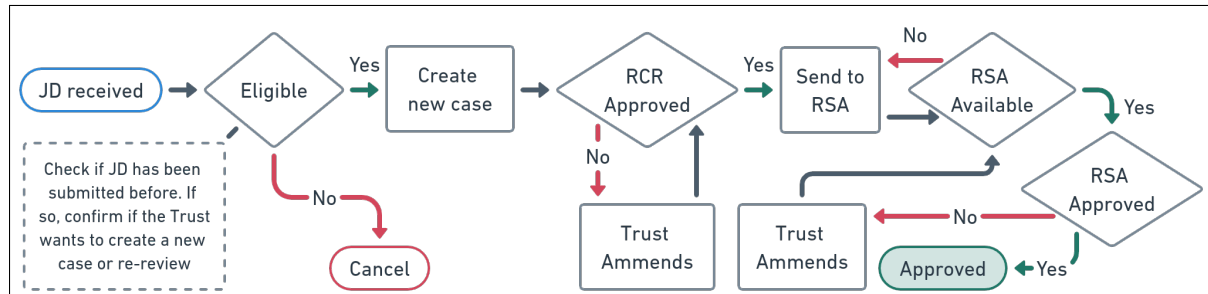 JD received
Eligible
Check if JD has been
submitted before. If
so, confirm if the Trust
wants to create a new
case or re-review
Yes
No
Cancel
Create
new case
RCR
Approved
No
Trust
Ammends
Yes
Send to
RSA
No
RSA
Available
Yes
RSA
Approved
No
Trust
Ammends
Yes
Approved